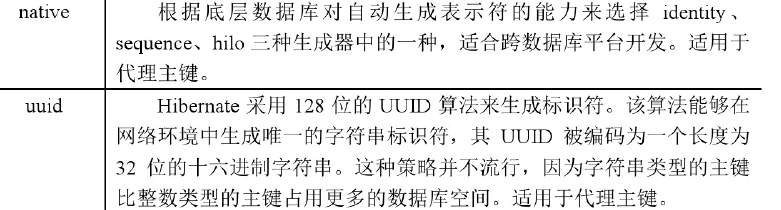 native
根据底层数据库对自动生成表示符的能力来选择 identity、
sequence、hilo 三种生成器中的一种，适合跨数据库平台开发。适用于
代理主键。
uuid
Hibernate 采用 128 位的 UUID 算法来生成标识符。该算法能够在
网络环境中生成唯一的字符串标识符，其 UUID 被编码为一个长度为
32 位的十六进制字符串。这种策略并不流行，因为字符串类型的主键
比整数类型的主键占用更多的数据库空间。适用于代理主键。